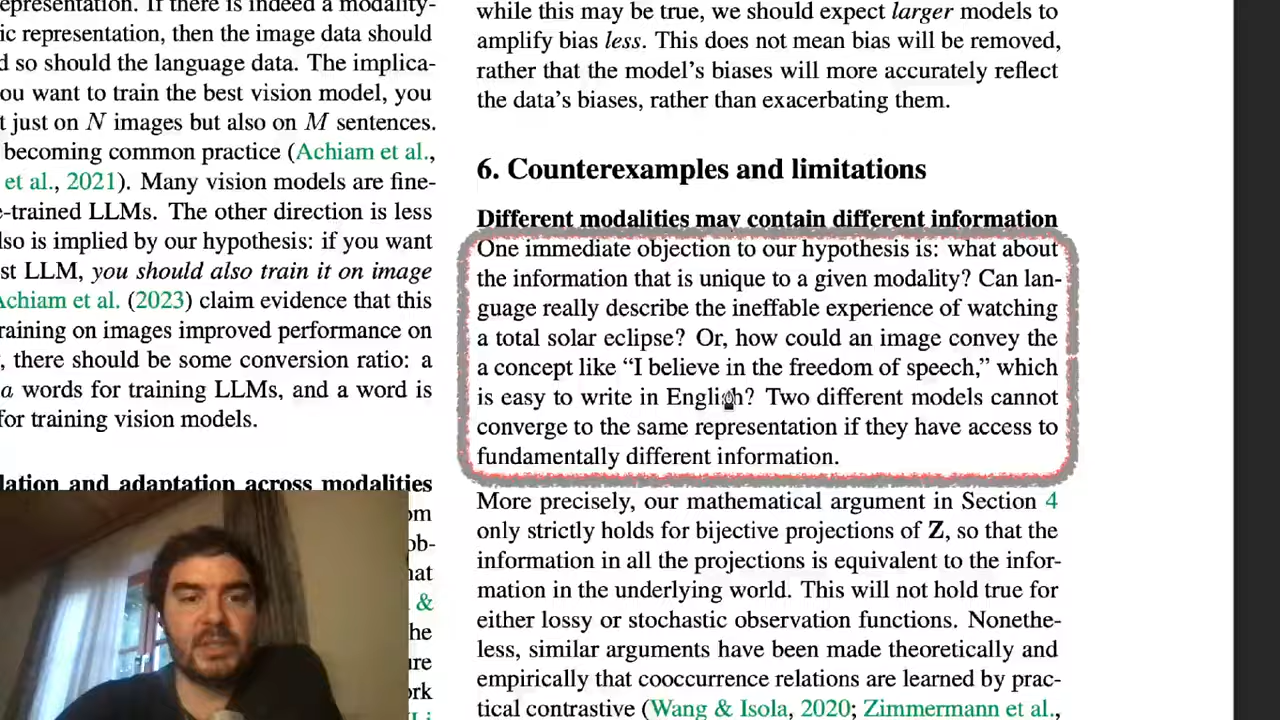 presentation. If there is indeed a modality-
ic representation, then the image data should
d so should the language data. The implica-
ou want to train the best vision model, you
t just on N images but also on M sentences.
becoming common practice (Achiam et al.,
et al., 2021). Many vision models are fine-
e-trained LLMs. The other direction is less
lso is implied by our hypothesis: if you want
st LLM, you should also train it on image
Achiam et al. (2023) claim evidence that this
raining on images improved performance on
, there should be some conversion ratio: a
a words for training LLMs, and a word is
for training vision models.
lation and adaptation across modalities
om
ob-
hat
&
he
ure
ork
while this may be true, we should expect larger models to
amplify bias less. This does not mean bias will be removed,
rather that the model's biases will more accurately reflect
the data's biases, rather than exacerbating them.
6. Counterexamples and limitations
Different modalities may contain different information
One immediate objection to our hypothesis is: what about
the information that is unique to a given modality? Can lan-
guage really describe the ineffable experience of watching
a total solar eclipse? Or, how could an image convey the
a concept like “I believe in the freedom of speech,” which
is easy to write in English? Two different models cannot
converge to the same representation if they have access to
fundamentally different information.
More precisely, our mathematical argument in Section 4
only strictly holds for bijective projections of Z, so that the
information in all the projections is equivalent to the infor-
mation in the underlying world. This will not hold true for
either lossy or stochastic observation functions. Nonethe-
less, similar arguments have been made theoretically and
empirically that cooccurrence relations are learned by prac-
tical contrastive (Wang & Isola, 2020; Zimmermann et al.,